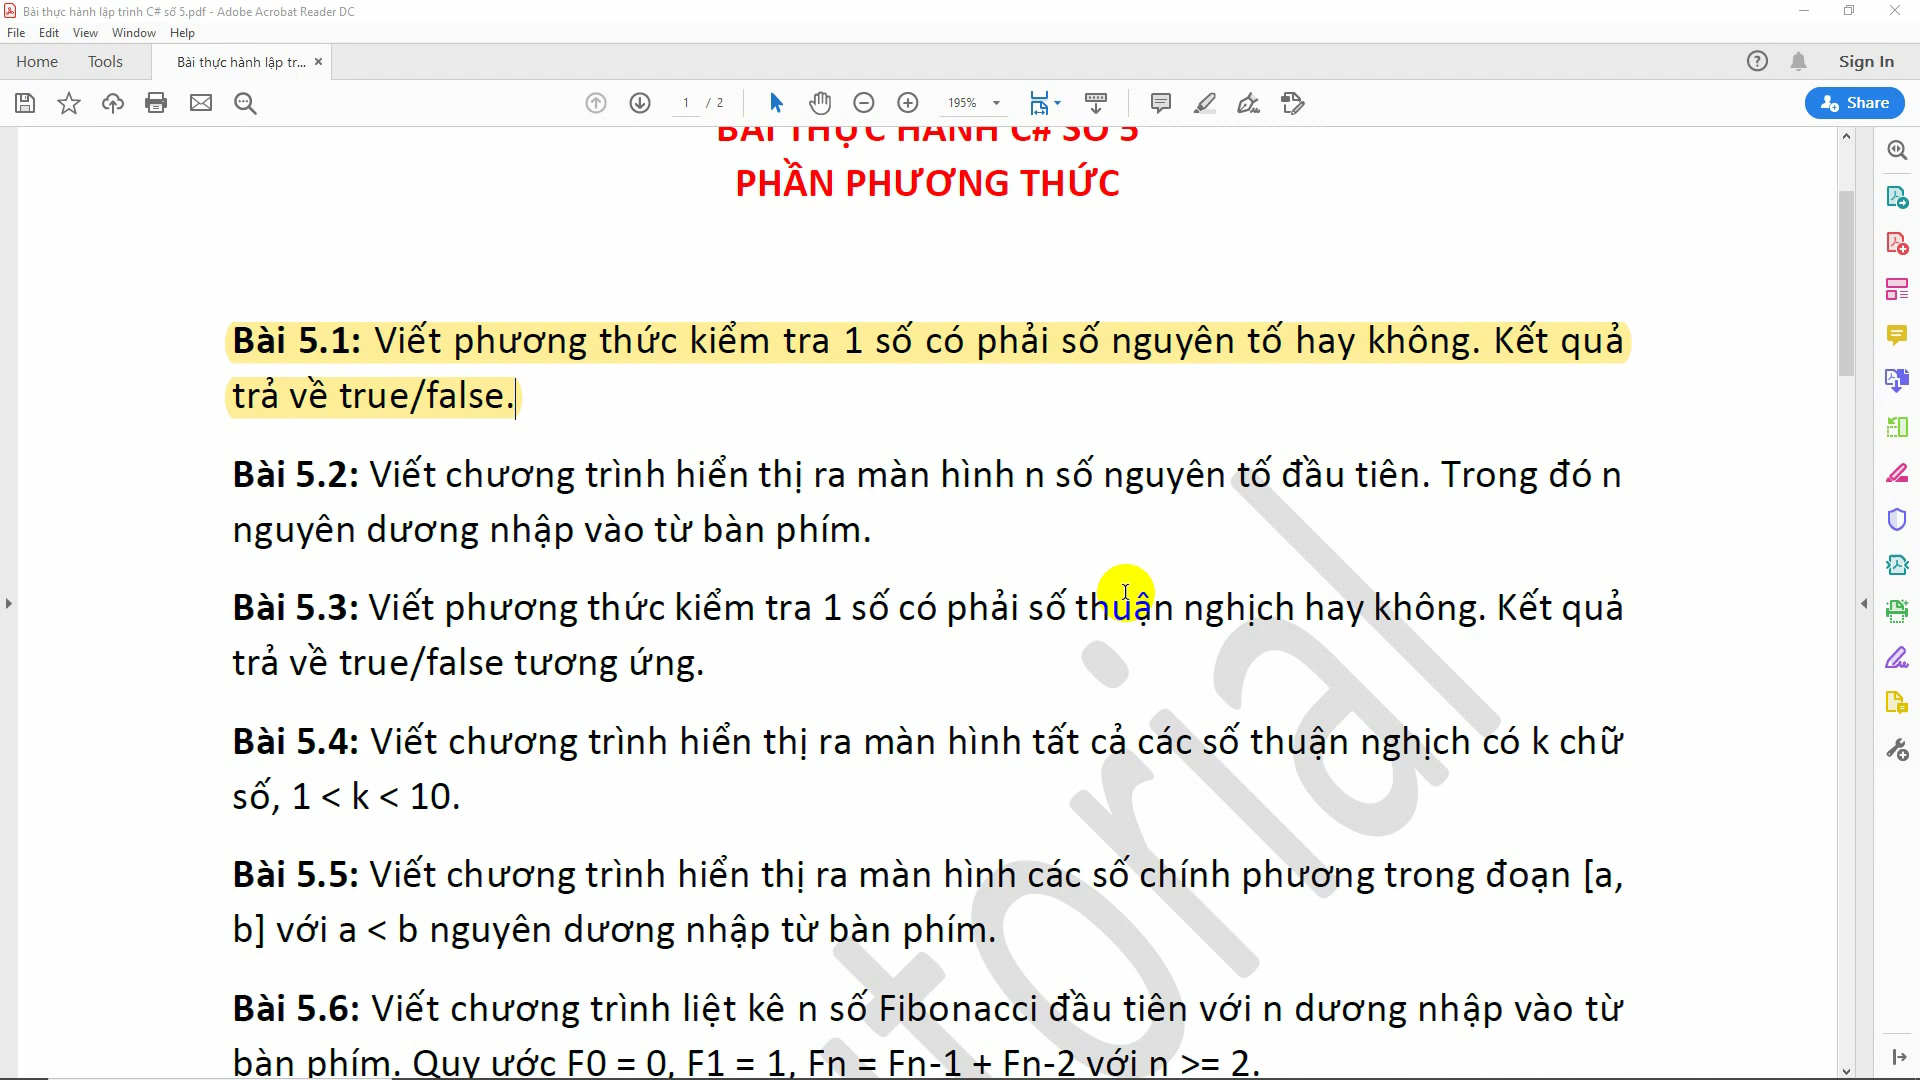 Bài thực hành lập trình C# số 5.pdf - Adobe Acrobat Reader DC
File Edit View Window Help
Home Tools Bài thực hành lập tr... × Sign In
1 / 2 195% Share
BÀI THỰC HÀNH C# SỐ 5
PHẦN PHƯƠNG THỨC
Bài 5.1: Viết phương thức kiểm tra 1 số có phải số nguyên tố hay không. Kết quả
trả về true/false.
Bài 5.2: Viết chương trình hiển thị ra màn hình n số nguyên tố đầu tiên. Trong đó n
nguyên dương nhập vào từ bàn phím.
Bài 5.3: Viết phương thức kiểm tra 1 số có phải số thuận nghịch hay không. Kết quả
trả về true/false tương ứng.
Bài 5.4: Viết chương trình hiển thị ra màn hình tất cả các số thuận nghịch có k chữ
số, 1 < k < 10.
Bài 5.5: Viết chương trình hiển thị ra màn hình các số chính phương trong đoạn [a,
b] với a < b nguyên dương nhập từ bàn phím.
Bài 5.6: Viết chương trình liệt kê n số Fibonacci đầu tiên với n dương nhập vào từ
bàn phím. Quy ước F0 = 0, F1 = 1, Fn = Fn-1 + Fn-2 với n >= 2.
torial